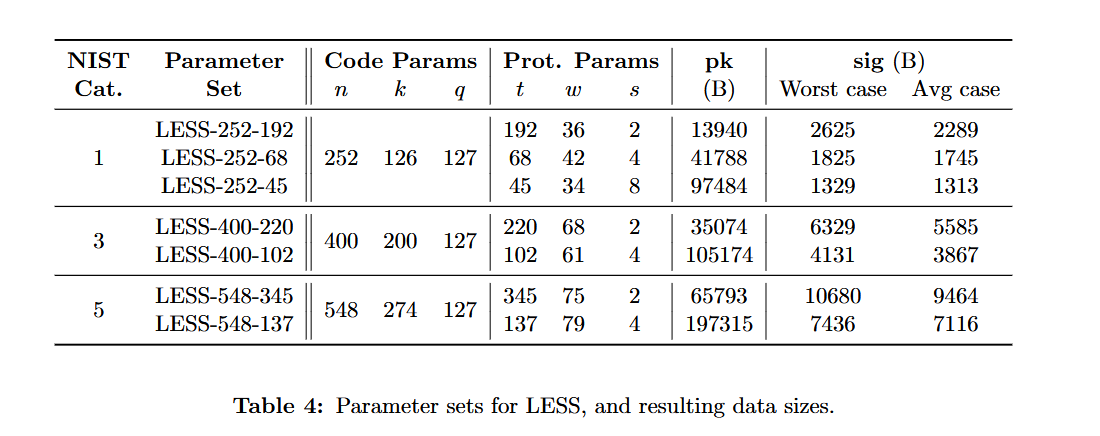 NIST Parameter Code Params Prot. Params pk sig (B)
Cat. Set n k q t w s (B) Worst case Avg case
LESS-252-192 192 36 2 13940 2625 2289
1 LESS-252-68 252 126 127 68 42 4 41788 1825 1745
LESS-252-45 45 34 8 97484 1329 1313
LESS-400-220 220 68 2 35074 6329 5585
3 400 200 127
LESS-400-102 102 61 4 105174 4131 3867
LESS-548-345 345 75 2 65793 10680 9464
5 548 274 127
LESS-548-137 137 79 4 197315 7436 7116
Table 4: Parameter sets for LESS, and resulting data sizes.